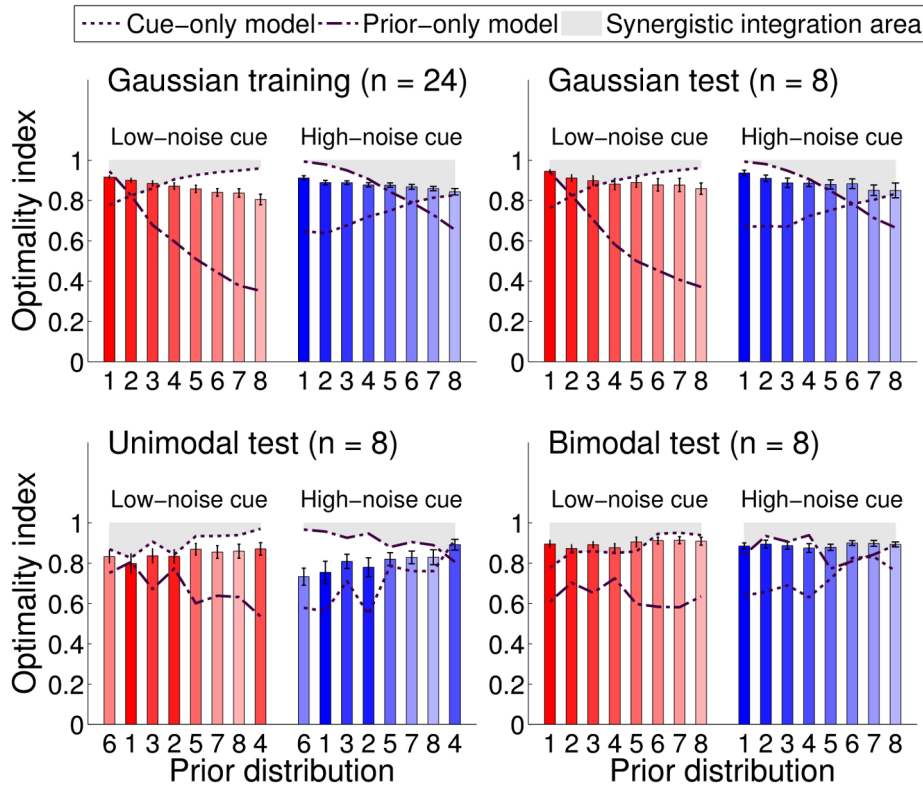 Cue−only model Prior−only model Synergistic integration area
Gaussian training (n = 24)
Low−noise cue High−noise cue
Optimality index
1
0.8
0.6
0.4
0.2
0
1 2 3 4 5 6 7 8 1 2 3 4 5 6 7 8
Gaussian test (n = 8)
Low−noise cue High−noise cue
1
0.8
0.6
0.4
0.2
0
1 2 3 4 5 6 7 8 1 2 3 4 5 6 7 8
Unimodal test (n = 8)
Low−noise cue High−noise cue
Optimality index
1
0.8
0.6
0.4
0.2
0
6 1 3 2 5 7 8 4 6 1 3 2 5 7 8 4
Prior distribution
Bimodal test (n = 8)
Low−noise cue High−noise cue
1
0.8
0.6
0.4
0.2
0
1 2 3 4 5 6 7 8 1 2 3 4 5 6 7 8
Prior distribution